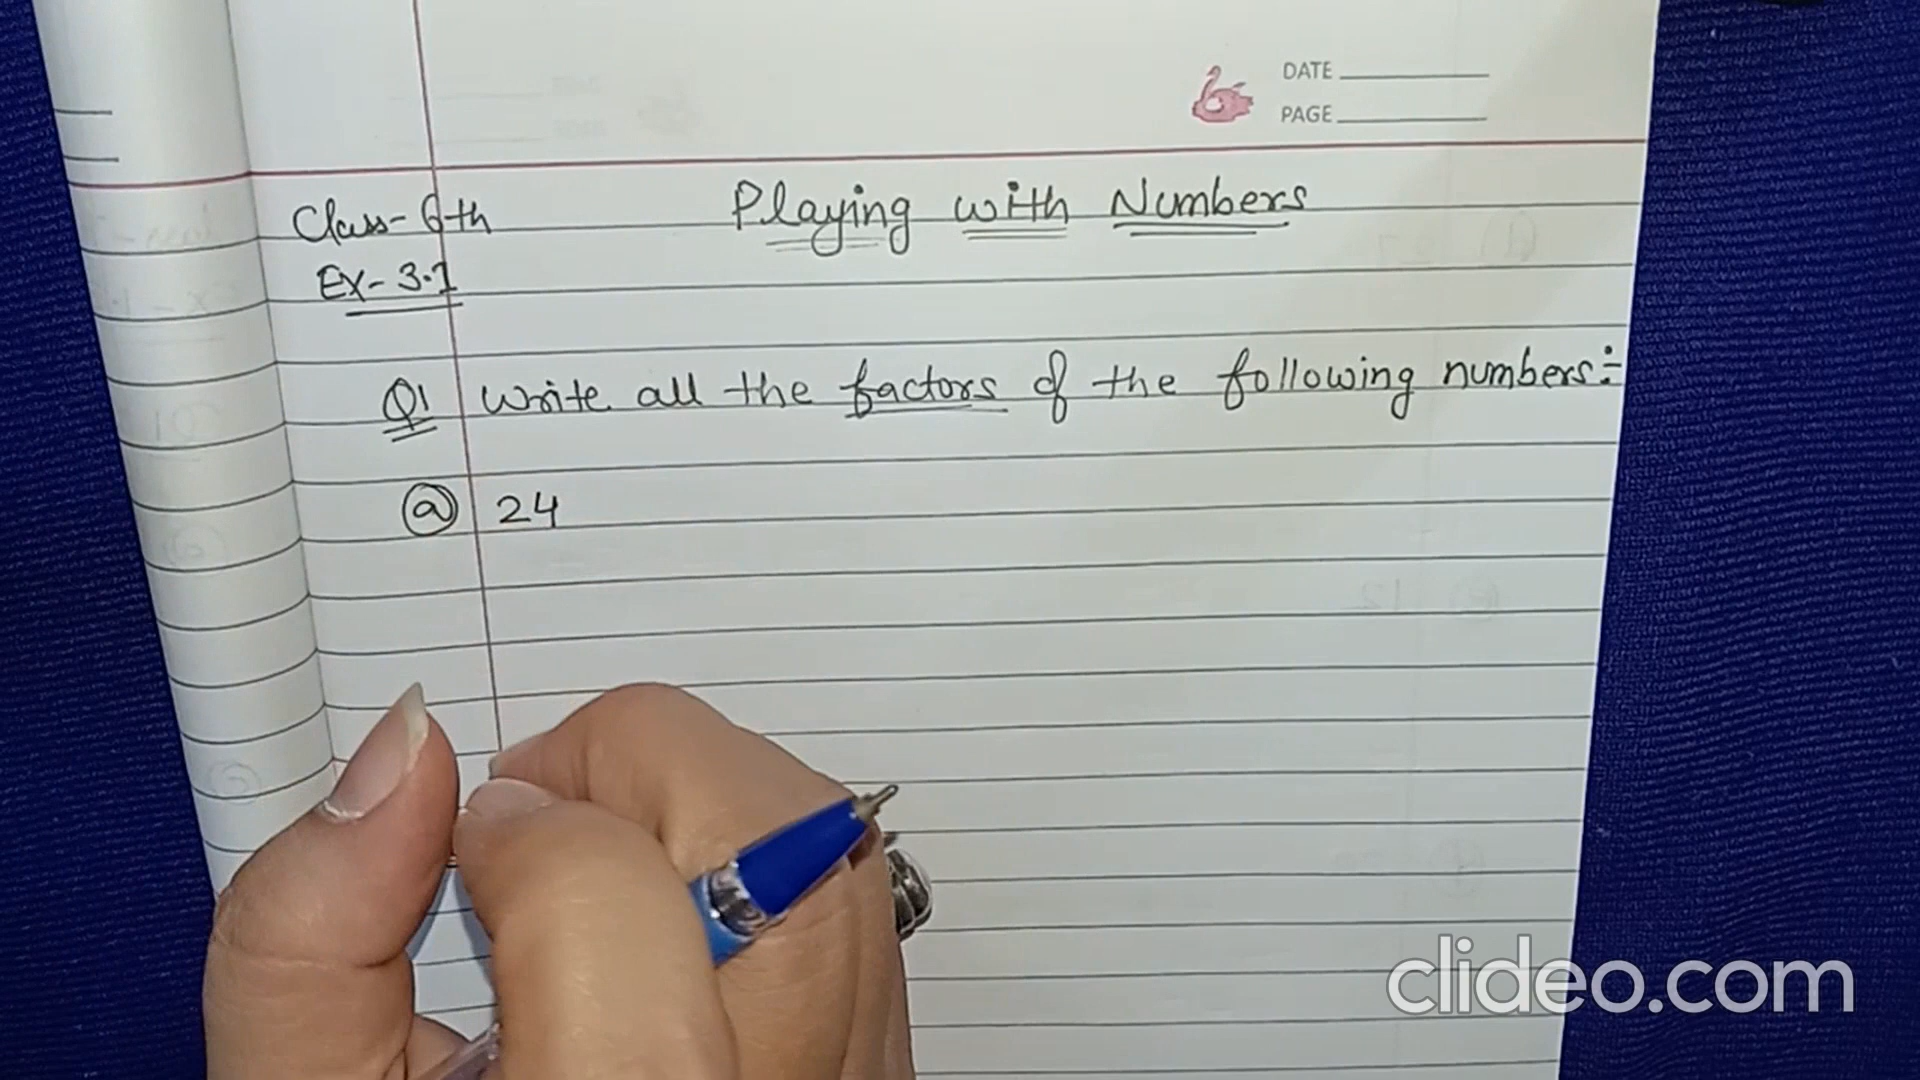 DATE
PAGE
Class-6th
Playing with Numbers
Ex-3.1
Q1 Write all the factors of the following numbers:-
(a) 24
clideo.com